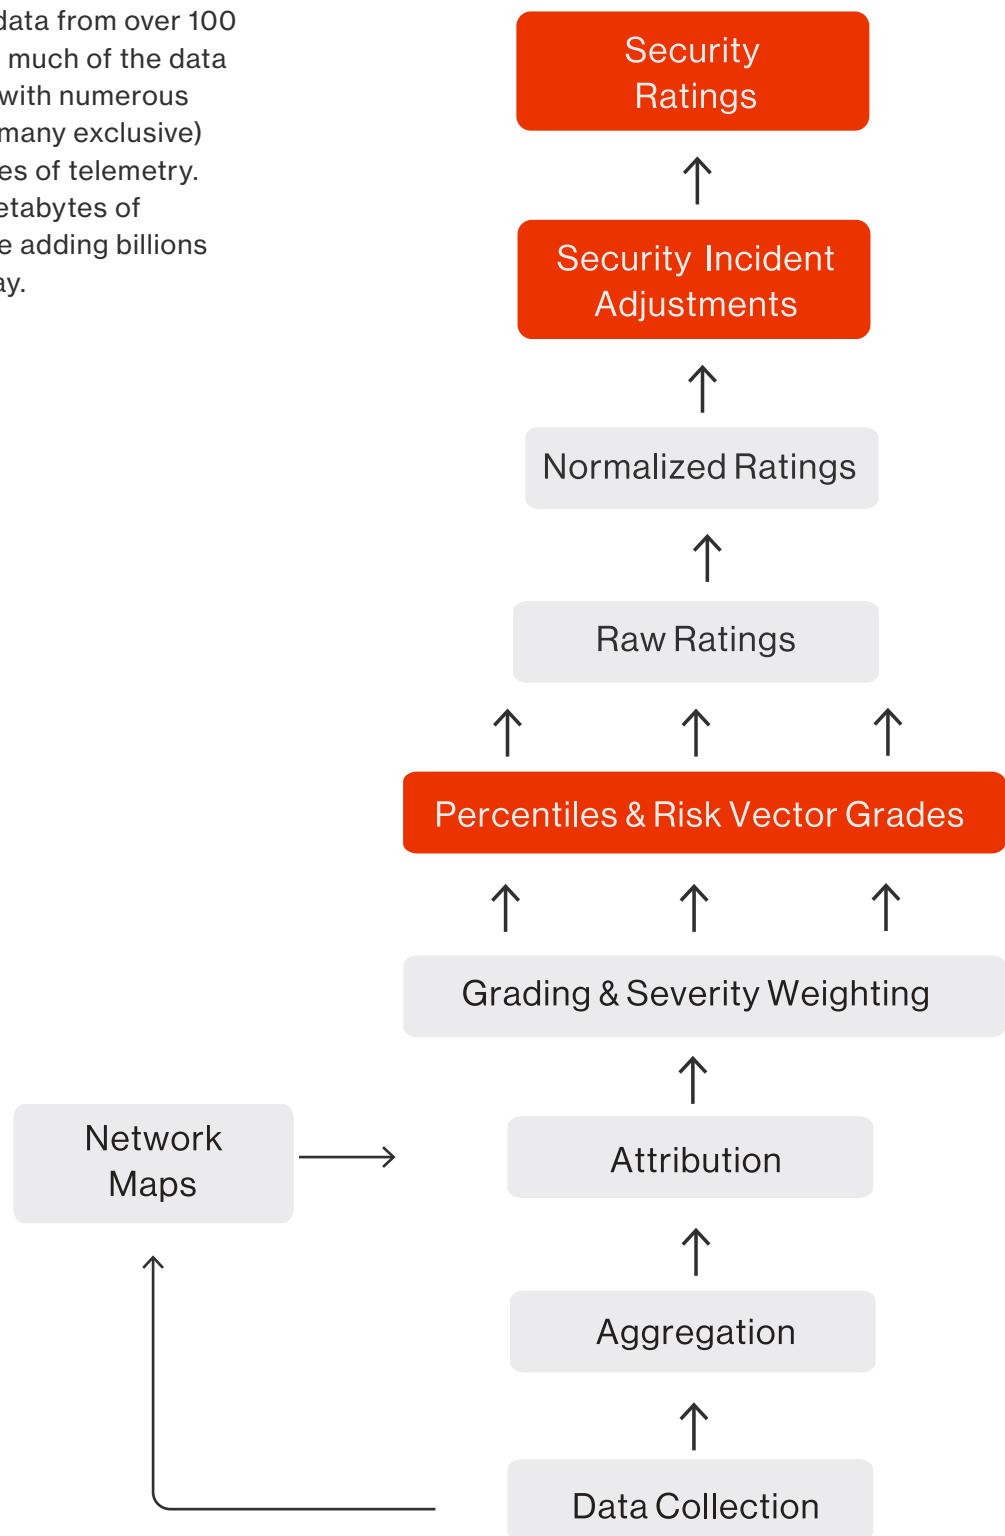 data from over 100
much of the data
with numerous
many exclusive)
es of telemetry.
etabytes of
e adding billions
ay.
Security
Ratings
Security Incident
Adjustments
Normalized Ratings
Raw Ratings
Percentiles & Risk Vector Grades
Grading & Severity Weighting
Network
Maps
Attribution
Aggregation
Data Collection